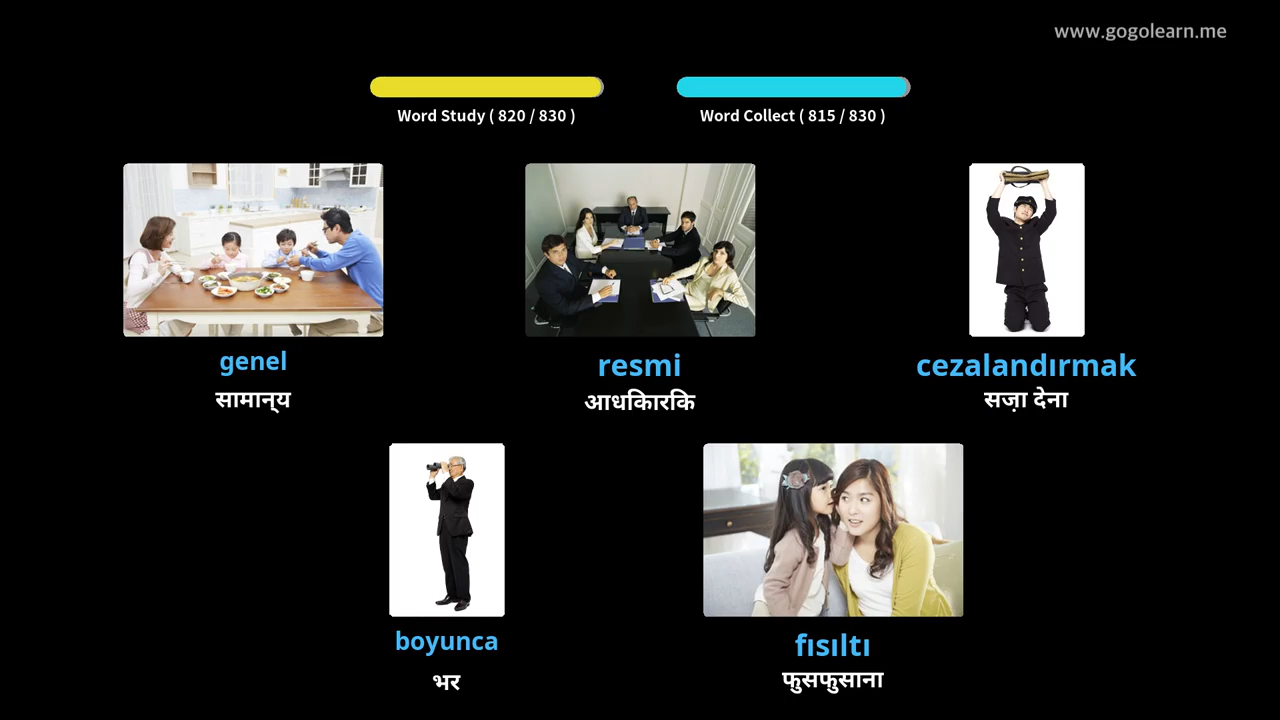 www.gogolearn.me
Word Study ( 820 / 830 )
Word Collect ( 815 / 830 )
genel
सामान्य
resmi
आधिकारिक
cezalandırmak
सज़ा देना
boyunca
भर
fısıltı
फुसफुसाना